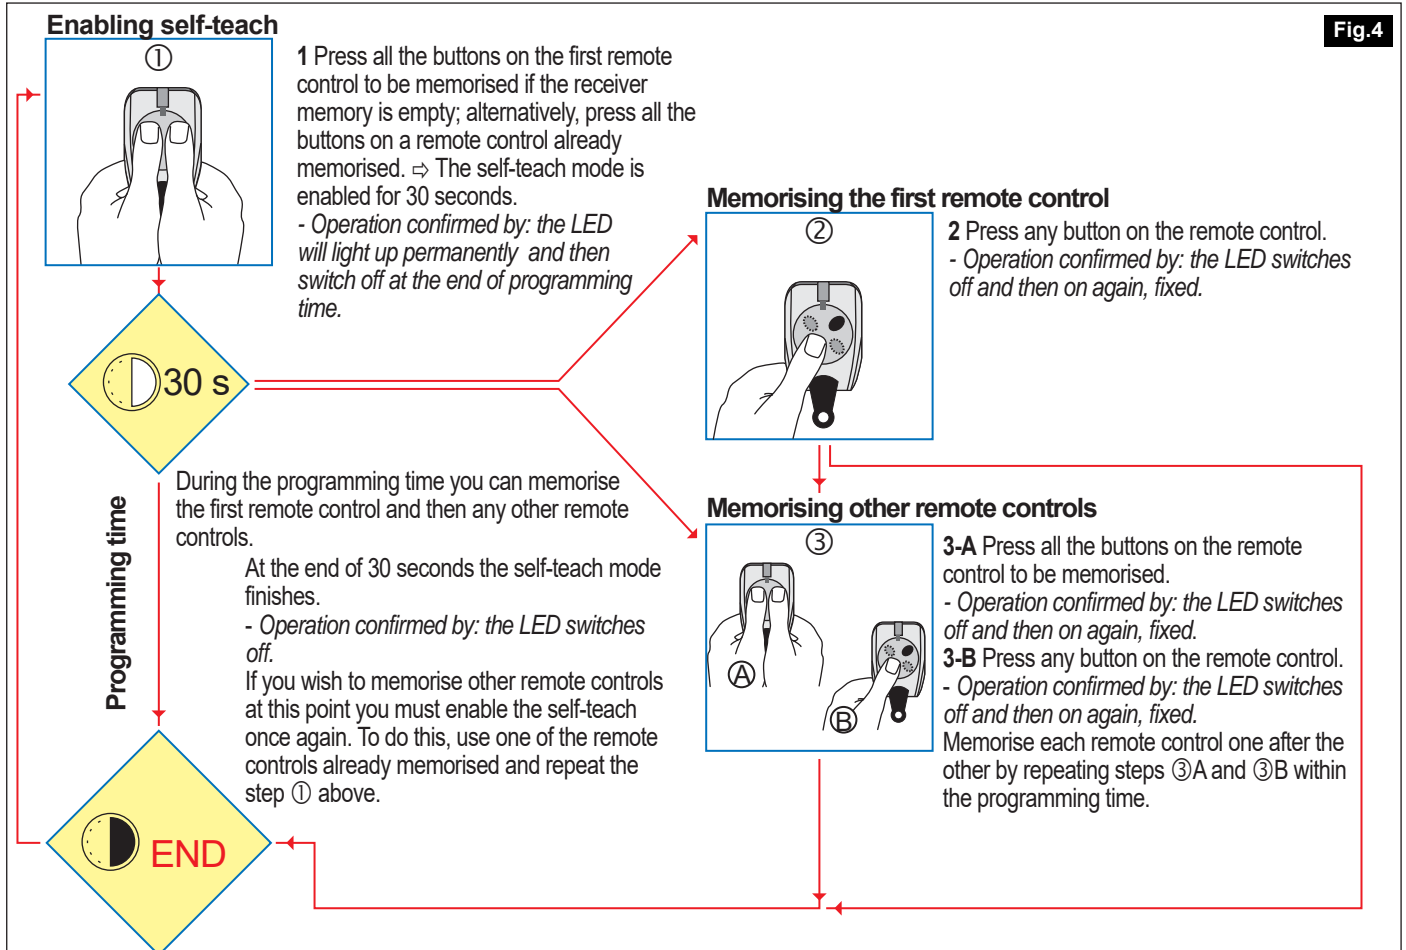 Enabling self-teach
Fig.4
①
1 Press all the buttons on the first remote
control to be memorised if the receiver
memory is empty; alternatively, press all the
buttons on a remote control already
memorised. ⇨ The self-teach mode is
enabled for 30 seconds.
- Operation confirmed by: the LED
will light up permanently and then
switch off at the end of programming
time.
30 s
Memorising the first remote control
②
2 Press any button on the remote control.
- Operation confirmed by: the LED switches
off and then on again, fixed.
Programming time
During the programming time you can memorise
the first remote control and then any other remote
controls.
At the end of 30 seconds the self-teach mode
finishes.
- Operation confirmed by: the LED switches
off.
If you wish to memorise other remote controls
at this point you must enable the self-teach
once again. To do this, use one of the remote
controls already memorised and repeat the
step ① above.
Memorising other remote controls
③
A
B
3-A Press all the buttons on the remote
control to be memorised.
- Operation confirmed by: the LED switches
off and then on again, fixed.
3-B Press any button on the remote control.
- Operation confirmed by: the LED switches
off and then on again, fixed.
Memorise each remote control one after the
other by repeating steps ③A and ③B within
the programming time.
END